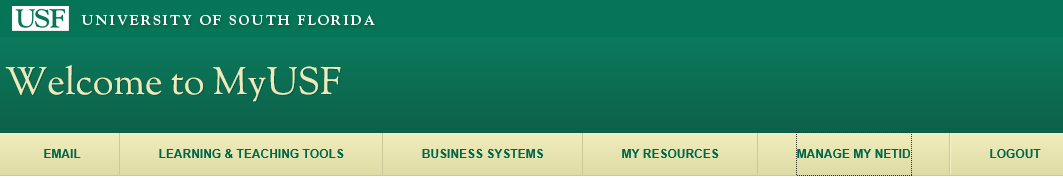 USF UNIVERSITY OF SOUTH FLORIDA
Welcome to MyUSF
EMAIL LEARNING & TEACHING TOOLS BUSINESS SYSTEMS MY RESOURCES MANAGE MY NETID LOGOUT